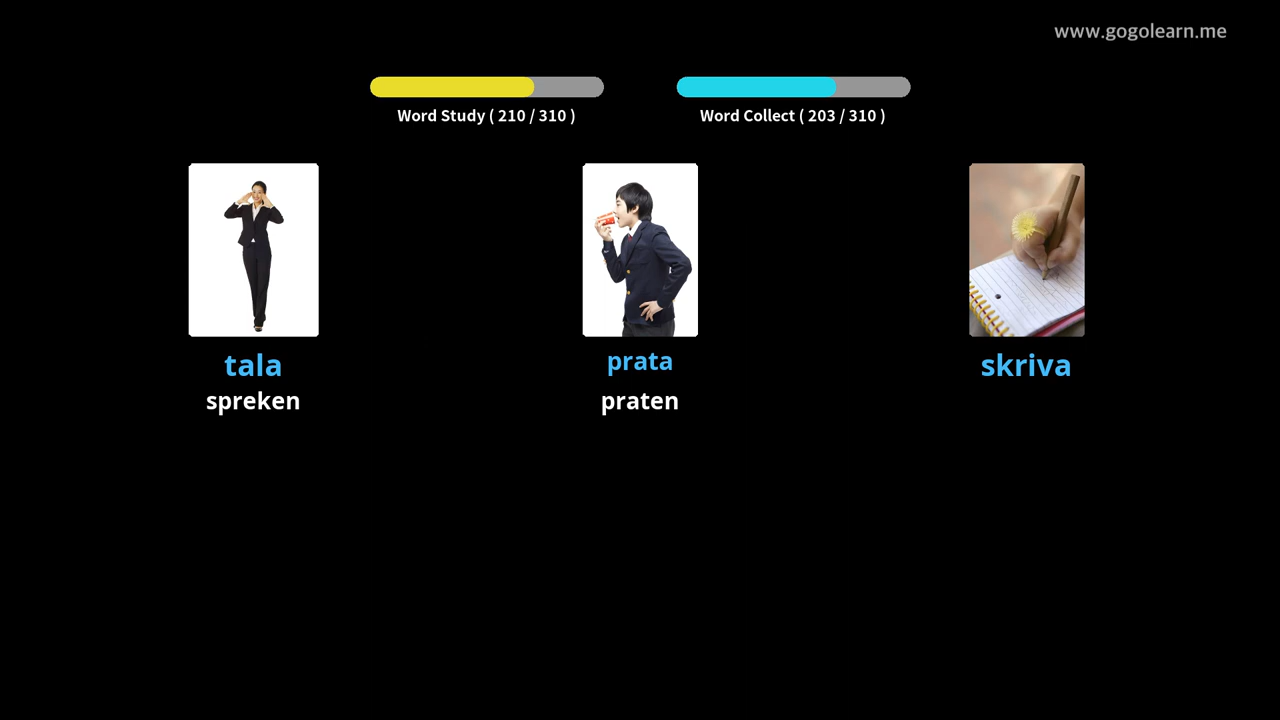 www.gogolearn.me
Word Study ( 210 / 310 )
Word Collect ( 203 / 310 )
tala
spreken
prata
praten
skriva